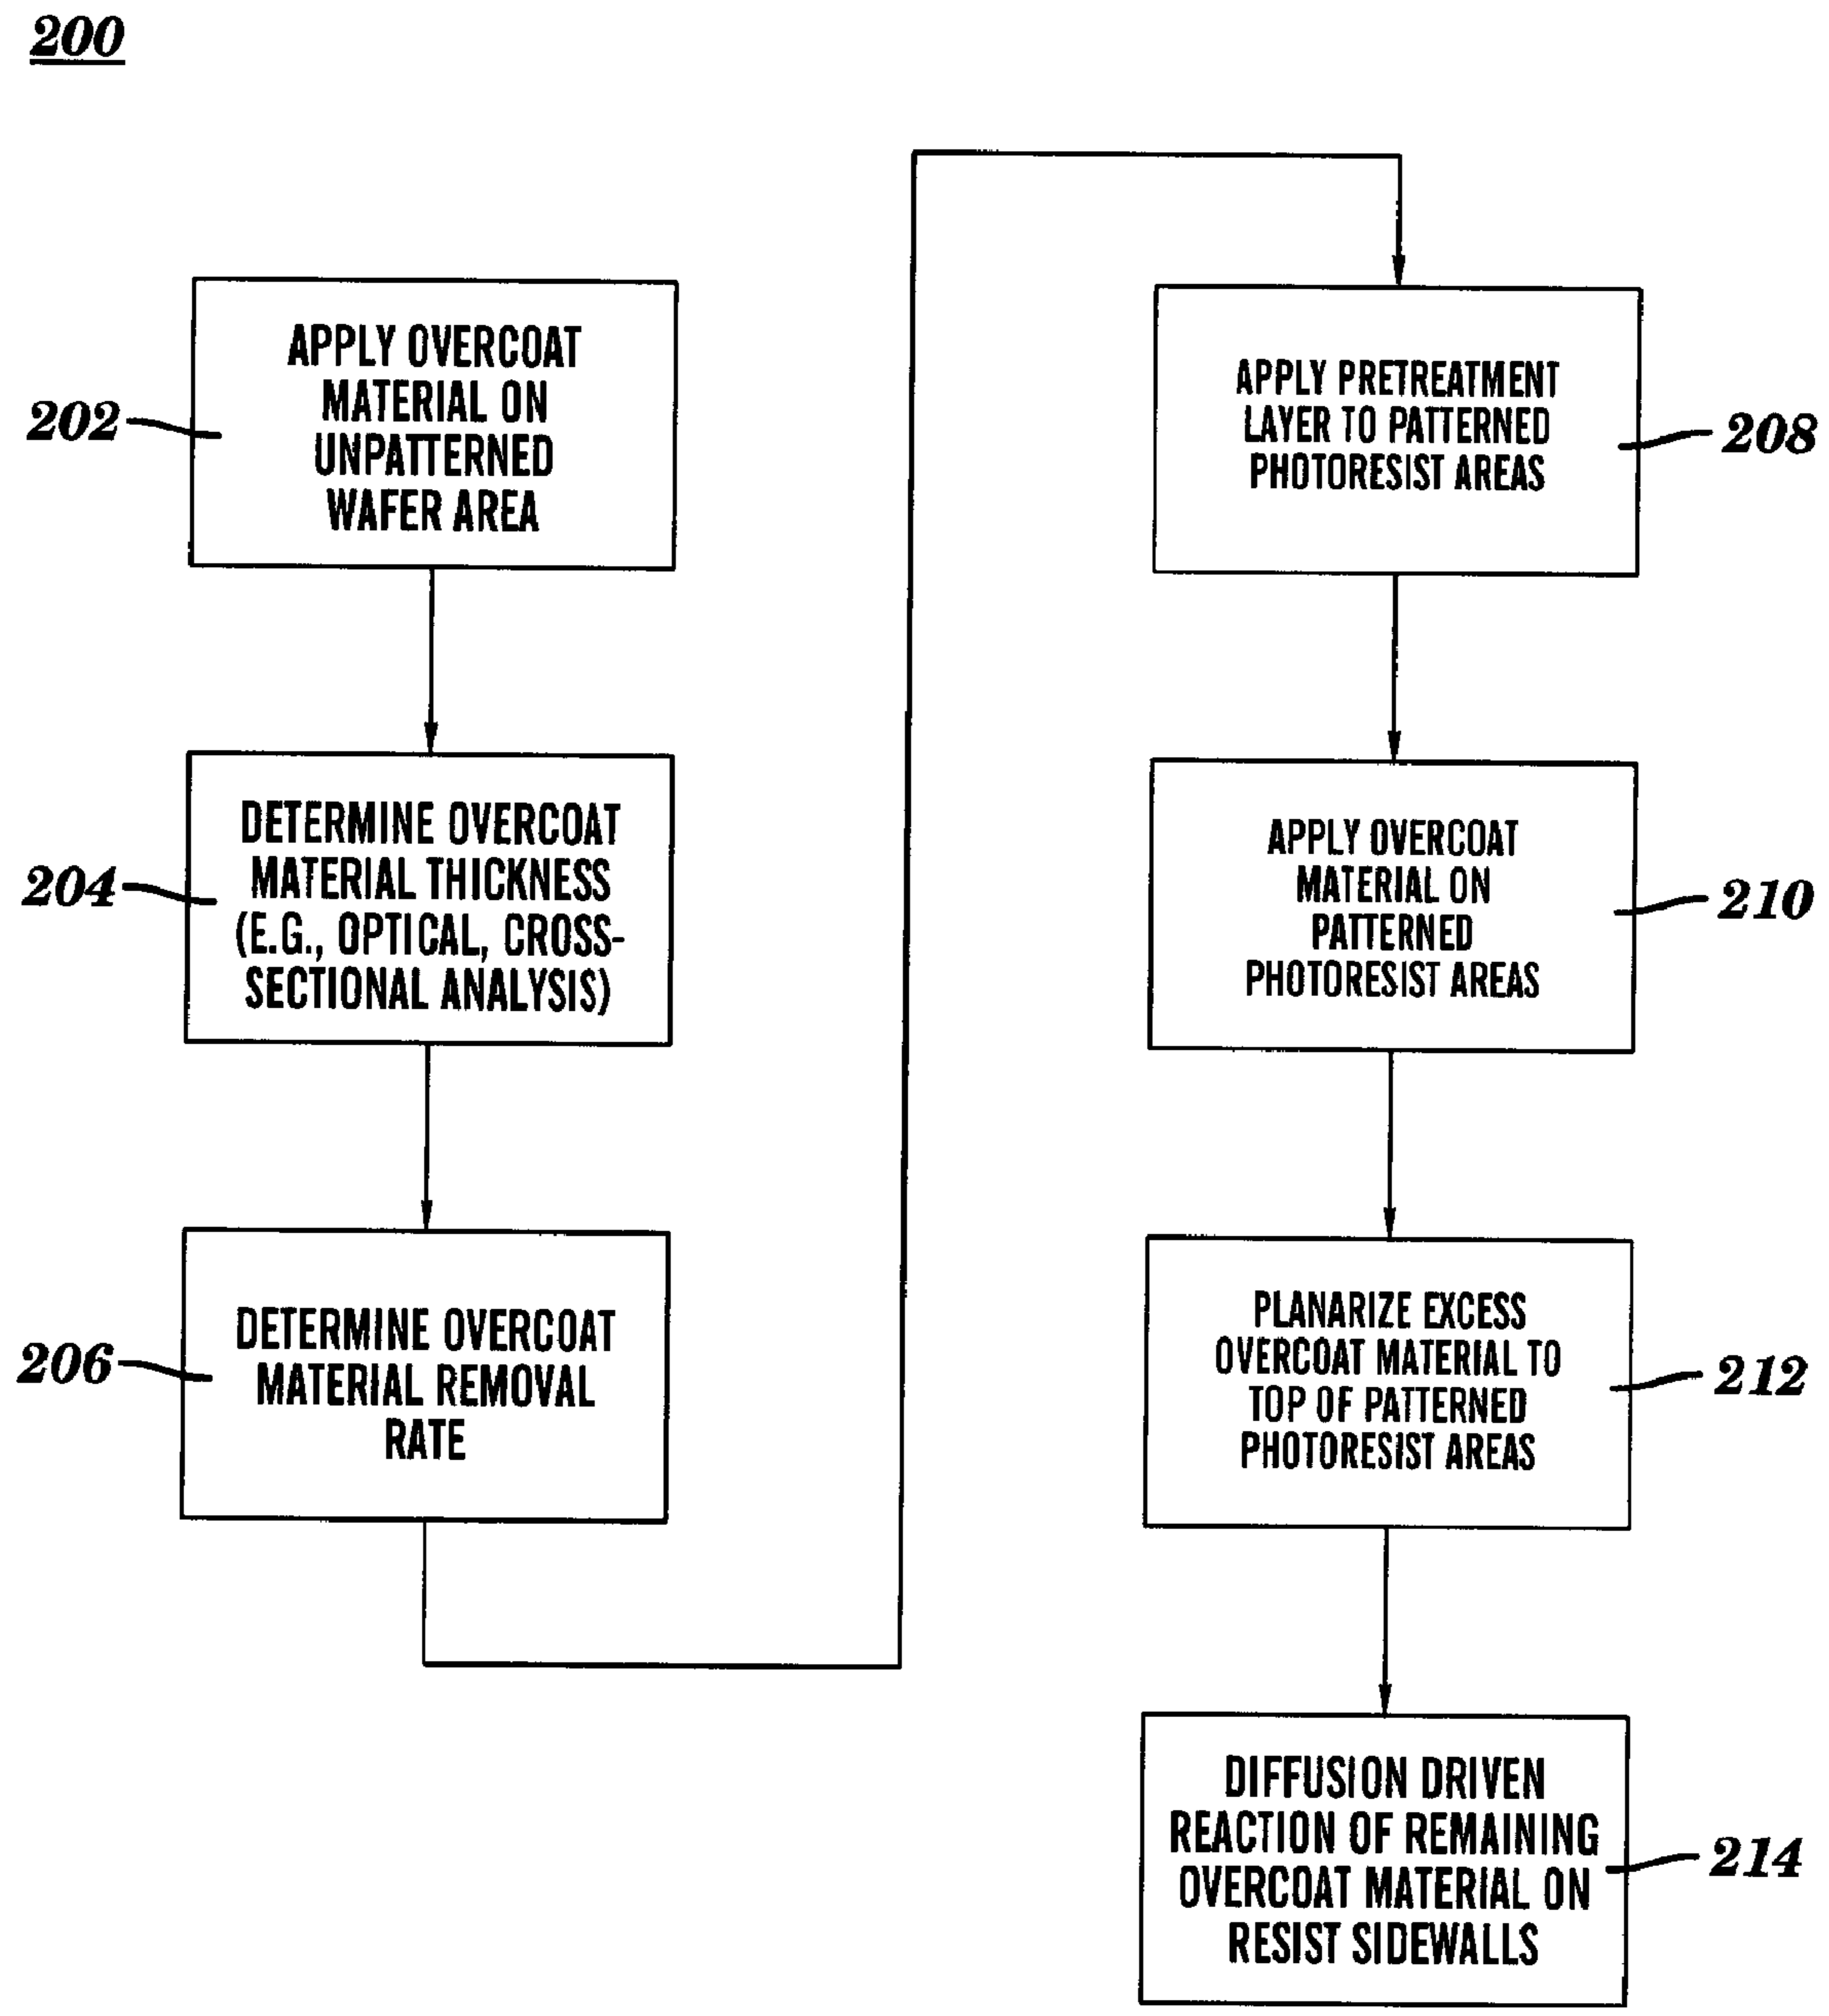 200
APPLY OVERCOAT
MATERIAL ON
UNPATTERNED
WAFER AREA
202
DETERMINE OVERCOAT
MATERIAL THICKNESS
(E.G., OPTICAL, CROSS-
SECTIONAL ANALYSIS)
204
DETERMINE OVERCOAT
MATERIAL REMOVAL
RATE
206
APPLY PRETREATMENT
LAYER TO PATTERNED
PHOTORESIST AREAS
208
APPLY OVERCOAT
MATERIAL ON
PATTERNED
PHOTORESIST AREAS
210
PLANARIZE EXCESS
OVERCOAT MATERIAL TO
TOP OF PATTERNED
PHOTORESIST AREAS
212
DIFFUSION DRIVEN
REACTION OF REMAINING
OVERCOAT MATERIAL ON
RESIST SIDEWALLS
214